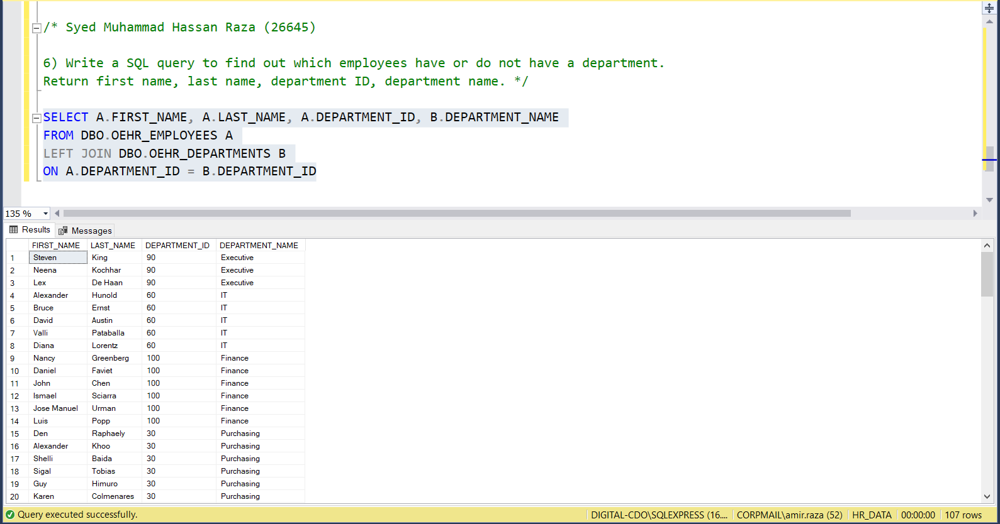 /* Syed Muhammad Hassan Raza (26645)
6) Write a SQL query to find out which employees have or do not have a department.
Return first name, last name, department ID, department name. */
SELECT A.FIRST_NAME, A.LAST_NAME, A.DEPARTMENT_ID, B.DEPARTMENT_NAME
FROM DBO.OEHR_EMPLOYEES A
LEFT JOIN DBO.OEHR_DEPARTMENTS B
ON A.DEPARTMENT_ID = B.DEPARTMENT_ID
135 %
Results Messages
FIRST_NAME LAST_NAME DEPARTMENT_ID DEPARTMENT_NAME
1 Steven King 90 Executive
2 Neena Kochhar 90 Executive
3 Lex De Haan 90 Executive
4 Alexander Hunold 60 IT
5 Bruce Ernst 60 IT
6 David Austin 60 IT
7 Valli Pataballa 60 IT
8 Diana Lorentz 60 IT
9 Nancy Greenberg 100 Finance
10 Daniel Faviet 100 Finance
11 John Chen 100 Finance
12 Ismael Sciarra 100 Finance
13 Jose Manuel Urman 100 Finance
14 Luis Popp 100 Finance
15 Den Raphaely 30 Purchasing
16 Alexander Khoo 30 Purchasing
17 Shelli Baida 30 Purchasing
18 Sigal Tobias 30 Purchasing
19 Guy Himuro 30 Purchasing
20 Karen Colmenares 30 Purchasing
Query executed successfully. DIGITAL-CDO\SQLEXPRESS (16.... CORPMAIL\amir.raza (52) HR_DATA 00:00:00 107 rows